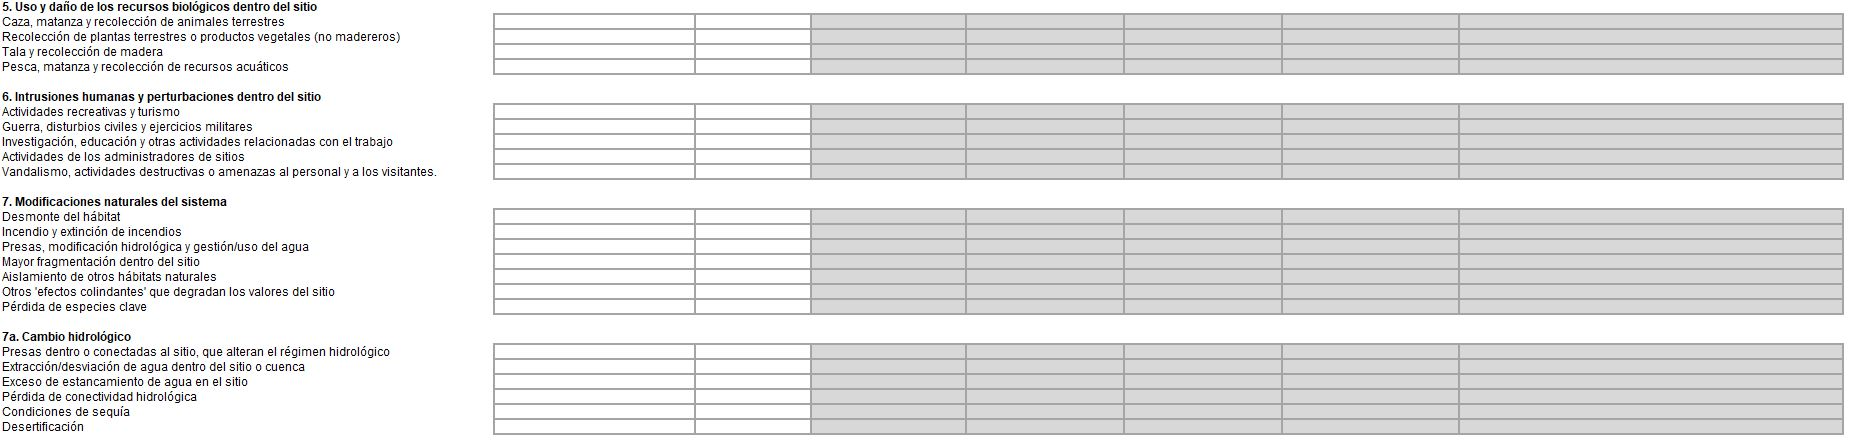 5. Uso y daño de los recursos biológicos dentro del sitio
Caza, matanza y recolección de animales terrestres
Recolección de plantas terrestres o productos vegetales (no madereros)
Tala y recolección de madera
Pesca, matanza y recolección de recursos acuáticos
6. Intrusiones humanas y perturbaciones dentro del sitio
Actividades recreativas y turismo
Guerra, disturbios civiles y ejercicios militares
Investigación, educación y otras actividades relacionadas con el trabajo
Actividades de los administradores de sitios
Vandalismo, actividades destructivas o amenazas al personal y a los visitantes.
7. Modificaciones naturales del sistema
Desmonte del hábitat
Incendio y extinción de incendios
Presas, modificación hidrológica y gestión/uso del agua
Mayor fragmentación dentro del sitio
Aislamiento de otros hábitats naturales
Otros 'efectos colindantes' que degradan los valores del sitio
Pérdida de especies clave
7a. Cambio hidrológico
Presas dentro o conectadas al sitio, que alteran el régimen hidrológico
Extracción/desviación de agua dentro del sitio o cuenca
Exceso de estancamiento de agua en el sitio
Pérdida de conectividad hidrológica
Condiciones de sequía
Desertificación